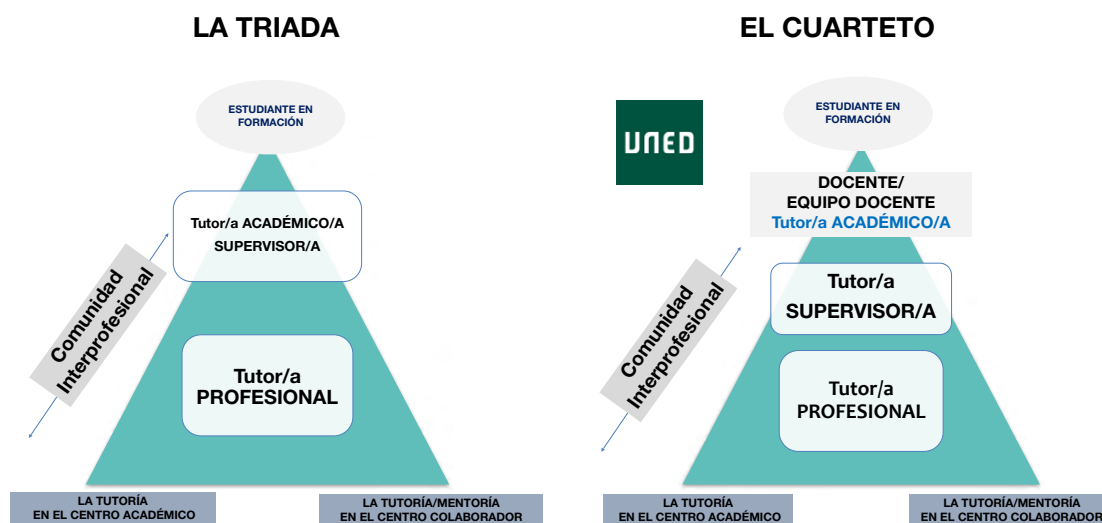 LA TRIADA
ESTUDIANTE EN
FORMACIÓN
Tutor/a ACADÉMICO/A
SUPERVISOR/A
Comunidad
Interprofesional
Tutor/a
PROFESIONAL
LA TUTORÍA
EN EL CENTRO ACADÉMICO
LA TUTORÍA/MENTORÍA
EN EL CENTRO COLABORADOR
EL CUARTETO
UNED
ESTUDIANTE EN
FORMACIÓN
DOCENTE/
EQUIPO DOCENTE
Tutor/a ACADÉMICO/A
Comunidad
Interprofesional
Tutor/a
SUPERVISOR/A
Tutor/a
PROFESIONAL
LA TUTORÍA
EN EL CENTRO ACADÉMICO
LA TUTORÍA/MENTORÍA
EN EL CENTRO COLABORADOR